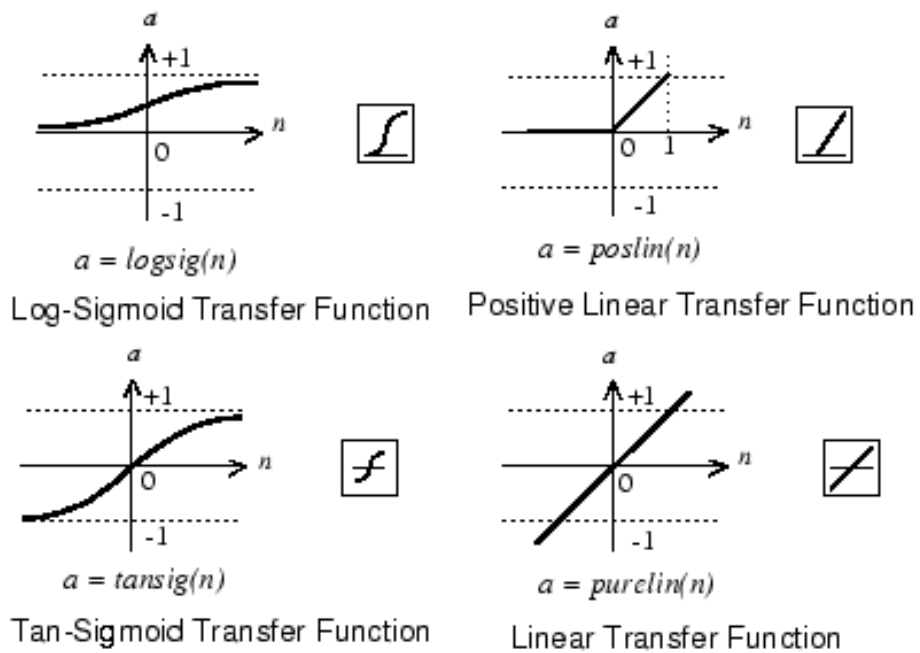 a
+1
n
0
-1
a = logsig(n)
Log-Sigmoid Transfer Function
a
+1
n
0
1
-1
a = poslin(n)
Positive Linear Transfer Function
a
+1
n
0
-1
a = tansig(n)
Tan-Sigmoid Transfer Function
a
+1
n
0
-1
a = purelin(n)
Linear Transfer Function